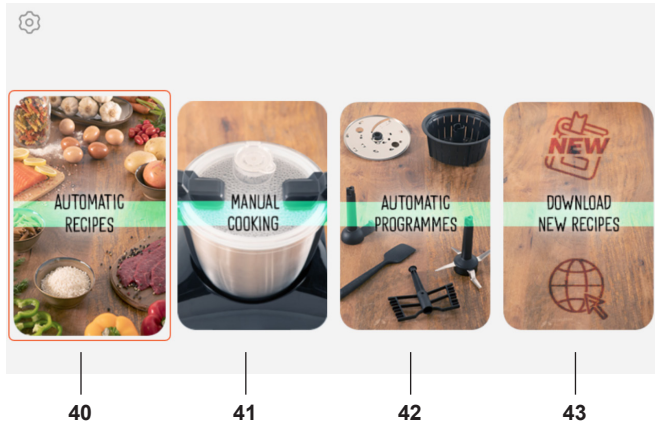 AUTOMATIC
RECIPES
MANUAL
COOKING
AUTOMATIC
PROGRAMMES
NEW
DOWNLOAD
NEW RECIPES
40
41
42
43